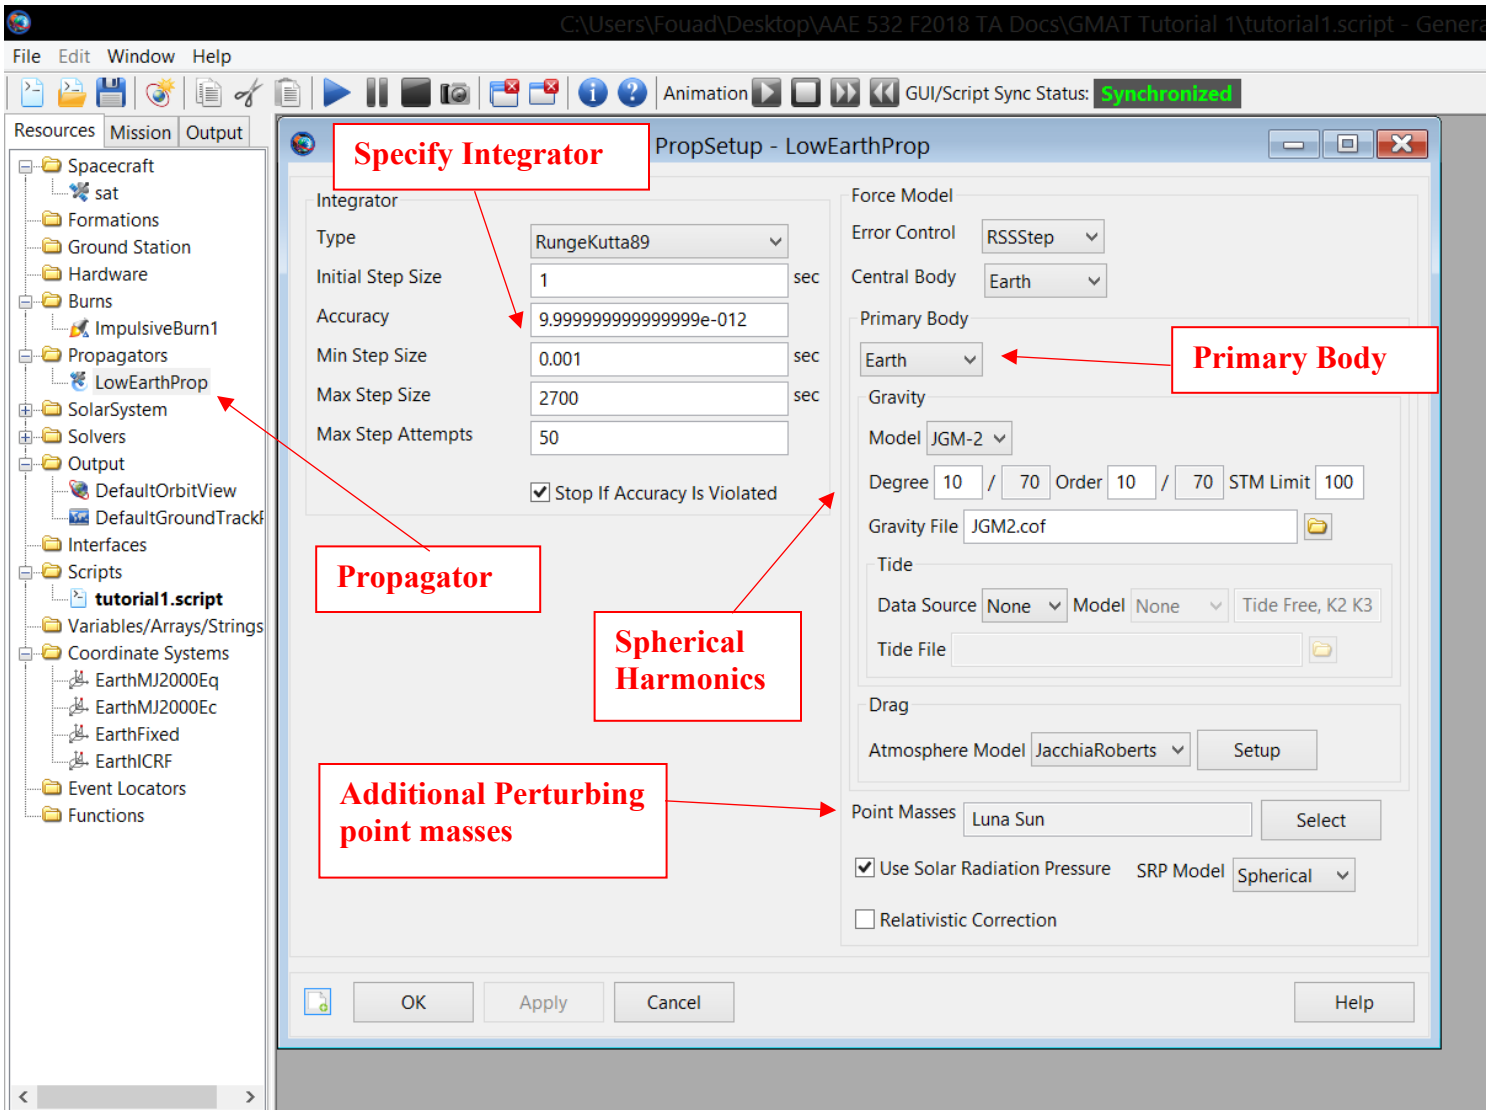 C:\Users\Fouad\Desktop\AAE 532 F2018 TA Docs\GMAT Tutorial 1\tutorial1.script - Genera
File Edit Window Help
Animation GUI/Script Sync Status: Synchronized
Resources Mission Output
Spacecraft
sat
Formations
Ground Station
Hardware
Burns
ImpulsiveBurn1
Propagators
LowEarthProp
SolarSystem
Solvers
Output
DefaultOrbitView
DefaultGroundTrackF
Interfaces
Scripts
tutorial1.script
Variables/Arrays/Strings
Coordinate Systems
EarthMJ2000Eq
EarthMJ2000Ec
EarthFixed
EarthICRF
Event Locators
Functions
PropSetup - LowEarthProp
Specify Integrator
Integrator
Type RungeKutta89
Initial Step Size 1 sec
Accuracy 9.999999999999999e-012
Min Step Size 0.001 sec
Max Step Size 2700 sec
Max Step Attempts 50
Stop If Accuracy Is Violated
Propagator
Spherical
Harmonics
Additional Perturbing
point masses
Force Model
Error Control RSSStep
Central Body Earth
Primary Body
Earth
Primary Body
Gravity
Model JGM-2
Degree 10 / 70 Order 10 / 70 STM Limit 100
Gravity File JGM2.cof
Tide
Data Source None Model None Tide Free, K2 K3
Tide File
Drag
Atmosphere Model JacchiaRoberts Setup
Point Masses Luna Sun Select
Use Solar Radiation Pressure SRP Model Spherical
Relativistic Correction
OK Apply Cancel Help